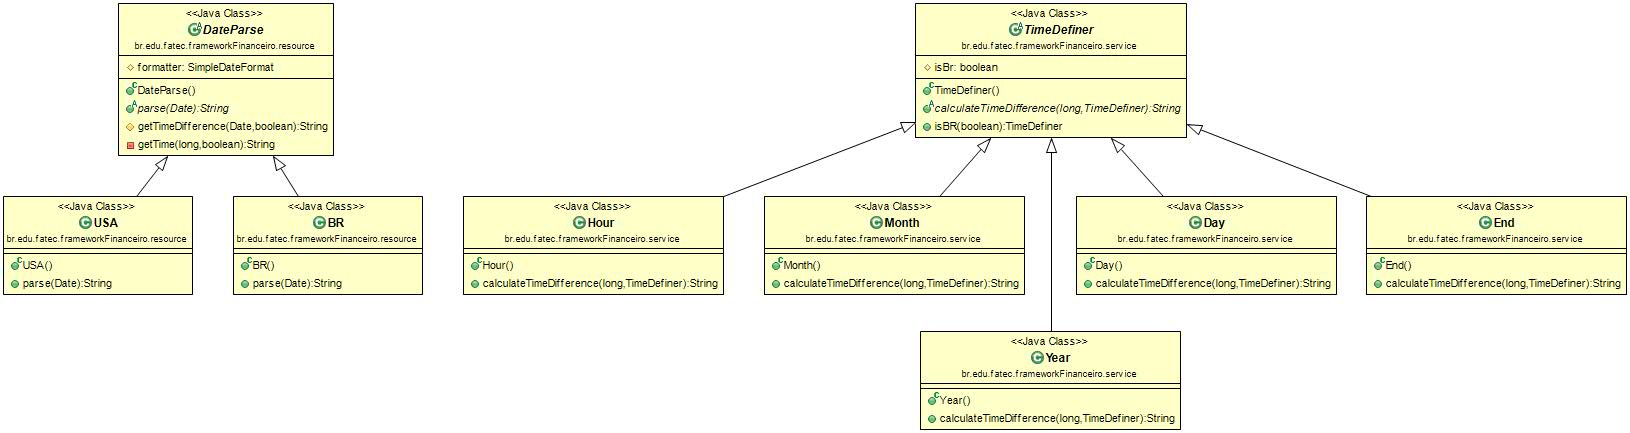 <<Java Class>>
DateParse
br.edu.fatec.frameworkFinanceiro.resource
formatter: SimpleDateFormat
DateParse()
parse(Date):String
getTimeDifference(Date,boolean):String
getTime(long,boolean):String
<<Java Class>>
TimeDefiner
br.edu.fatec.frameworkFinanceiro.service
isBr: boolean
TimeDefiner()
calculateTimeDifference(long,TimeDefiner):String
isBR(boolean):TimeDefiner
<<Java Class>>
USA
br.edu.fatec.frameworkFinanceiro.resource
USA()
parse(Date):String
<<Java Class>>
BR
br.edu.fatec.frameworkFinanceiro.resource
BR()
parse(Date):String
<<Java Class>>
Hour
br.edu.fatec.frameworkFinanceiro.service
Hour()
calculateTimeDifference(long,TimeDefiner):String
<<Java Class>>
Month
br.edu.fatec.frameworkFinanceiro.service
Month()
calculateTimeDifference(long,TimeDefiner):String
<<Java Class>>
Day
br.edu.fatec.frameworkFinanceiro.service
Day()
calculateTimeDifference(long,TimeDefiner):String
<<Java Class>>
End
br.edu.fatec.frameworkFinanceiro.service
End()
calculateTimeDifference(long,TimeDefiner):String
<<Java Class>>
Year
br.edu.fatec.frameworkFinanceiro.service
Year()
calculateTimeDifference(long,TimeDefiner):String